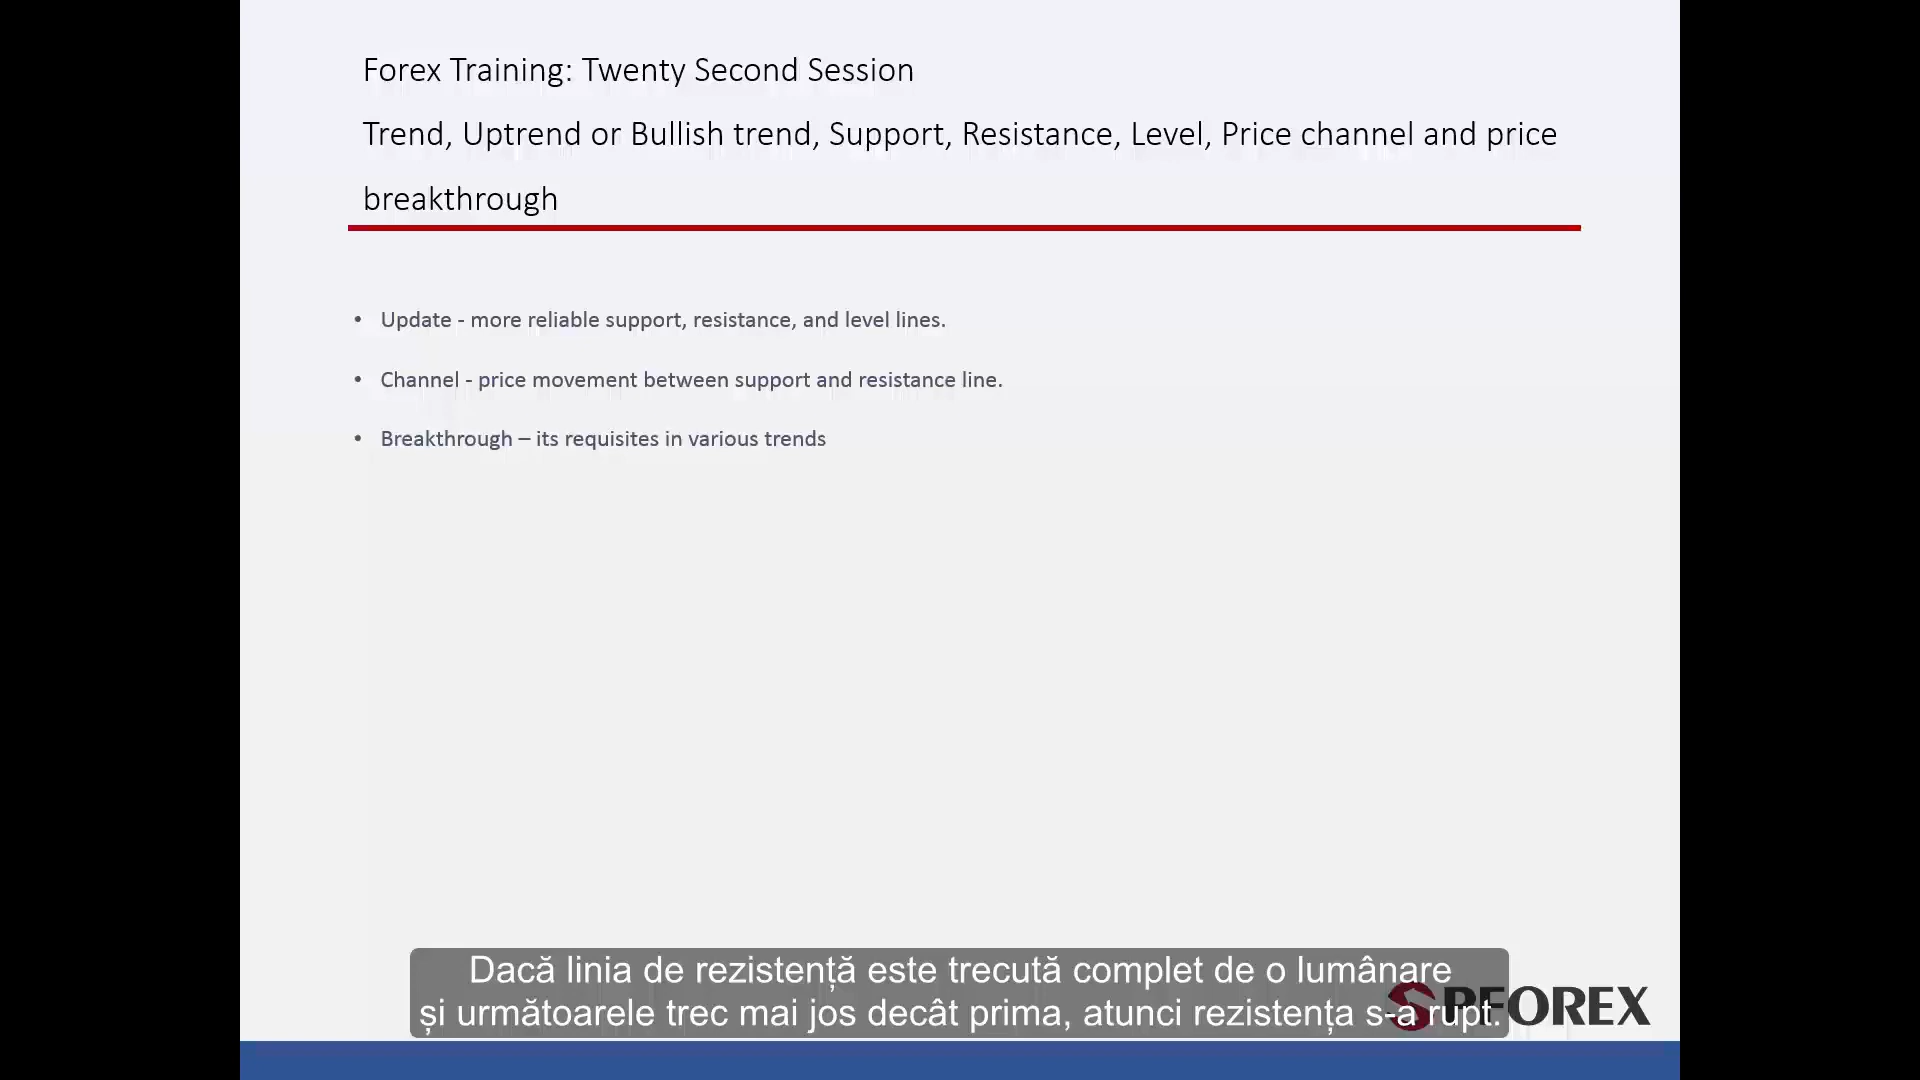 Forex Training: Twenty Second Session
Trend, Uptrend or Bullish trend, Support, Resistance, Level, Price channel and price
breakthrough
• Update - more reliable support, resistance, and level lines.
• Channel - price movement between support and resistance line.
• Breakthrough – its requisites in various trends
Dacă linia de rezistență este trecută complet de o lumânare
și următoarele trec mai jos decât prima, atunci rezistența s-a rupt.
SPFOREX